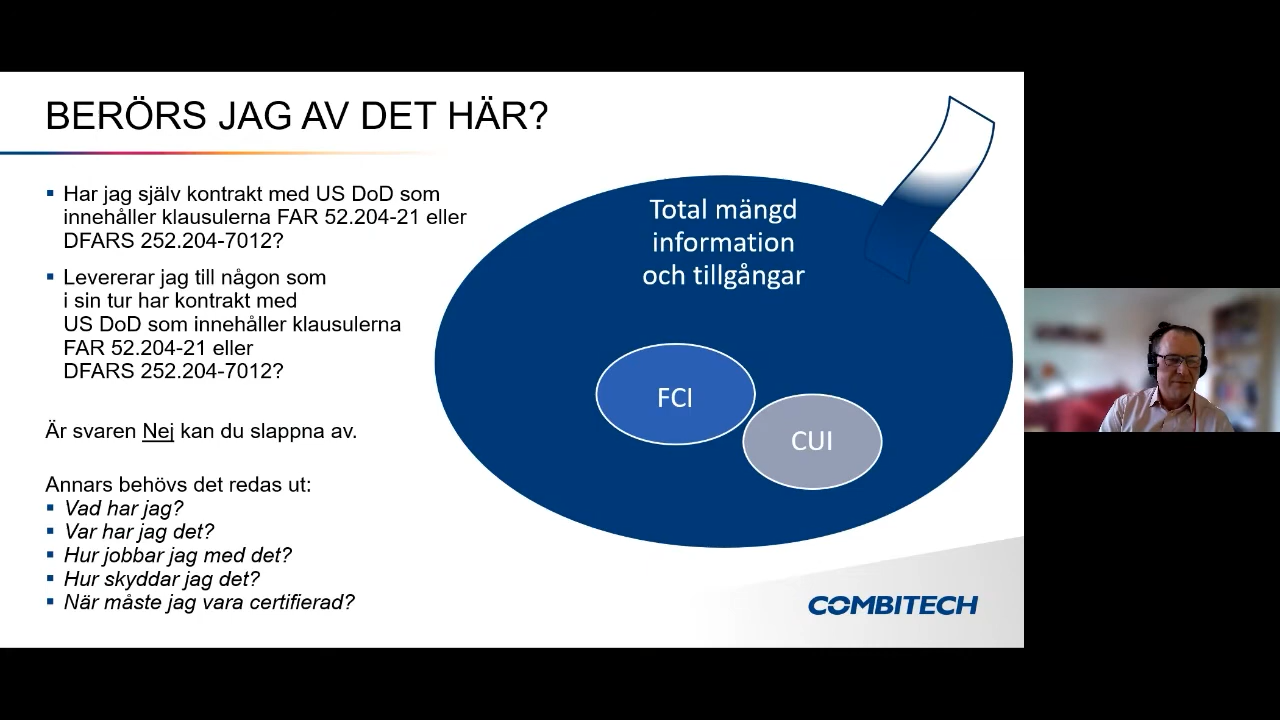 BERÖRS JAG AV DET HÄR?
Har jag själv kontrakt med US DoD som
innehåller klausulerna FAR 52.204-21 eller
DFARS 252.204-7012?
Levererar jag till någon som
i sin tur har kontrakt med
US DoD som innehåller klausulerna
FAR 52.204-21 eller
DFARS 252.204-7012?
Är svaren Nej kan du slappna av.
Annars behövs det redas ut:
Vad har jag?
Var har jag det?
Hur jobbar jag med det?
Hur skyddar jag det?
När måste jag vara certifierad?
Total mängd
information
och tillgångar
FCI
CUI
COMBITECH